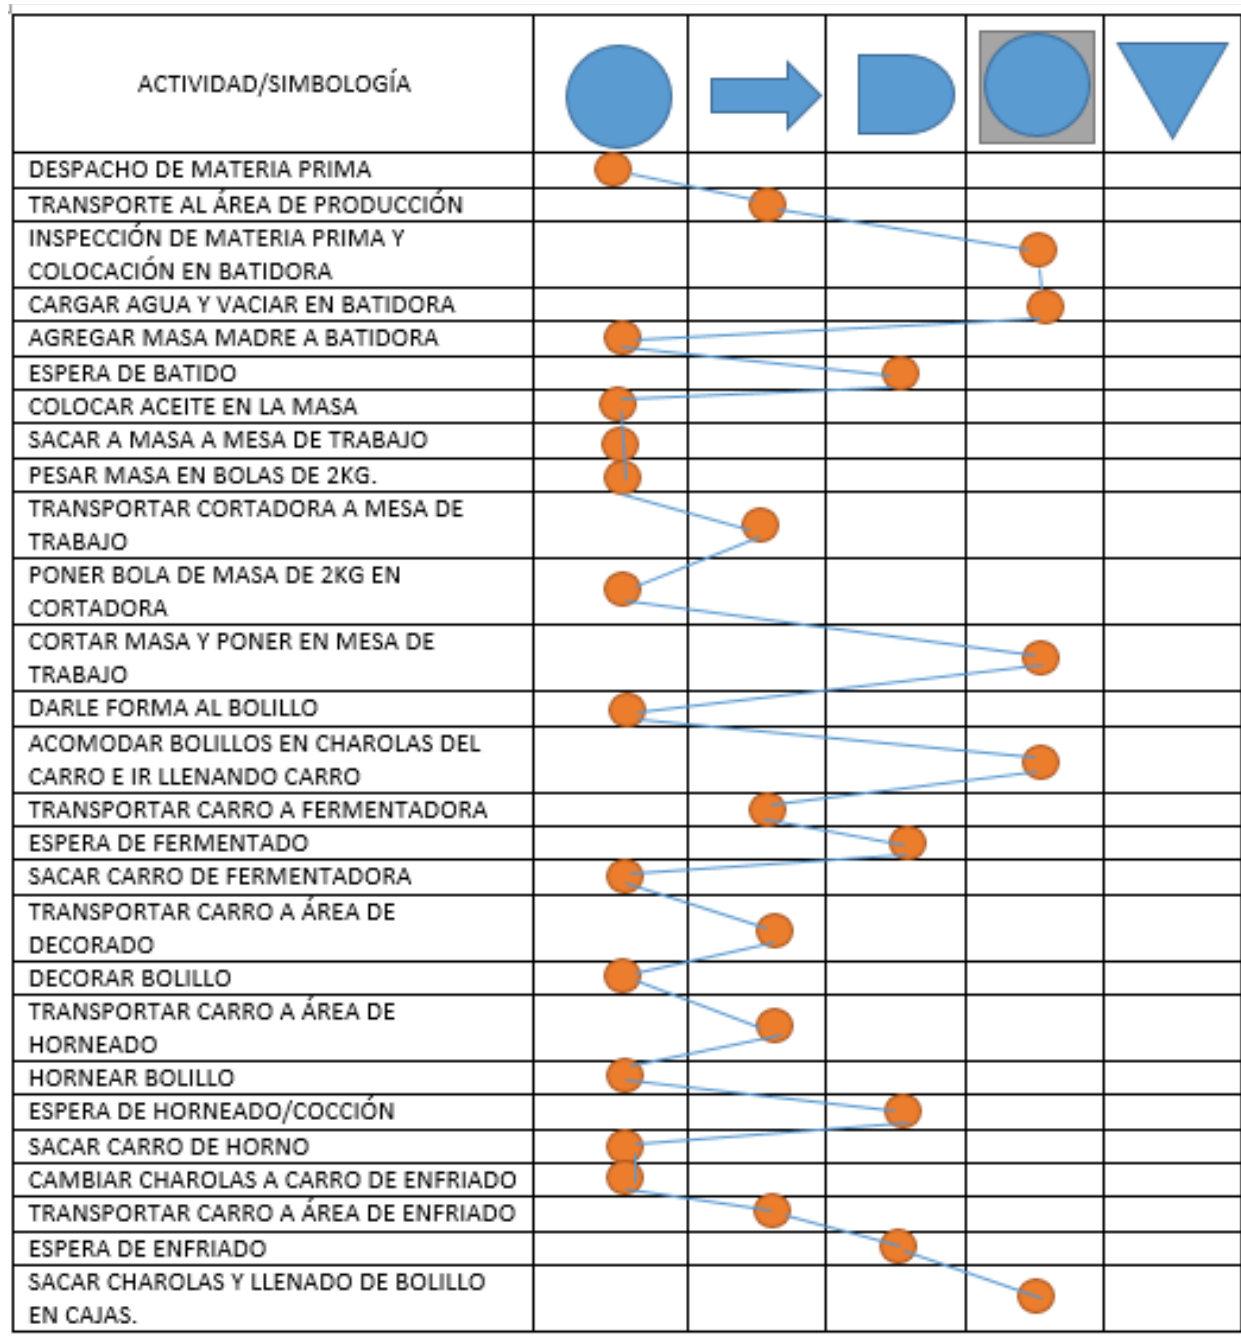 ACTIVIDAD/SIMBOLOGÍA
DESPACHO DE MATERIA PRIMA
TRANSPORTE AL ÁREA DE PRODUCCIÓN
INSPECCIÓN DE MATERIA PRIMA Y
COLOCACIÓN EN BATIDORA
CARGAR AGUA Y VACIAR EN BATIDORA
AGREGAR MASA MADRE A BATIDORA
ESPERA DE BATIDO
COLOCAR ACEITE EN LA MASA
SACAR A MASA A MESA DE TRABAJO
PESAR MASA EN BOLAS DE 2KG.
TRANSPORTAR CORTADORA A MESA DE
TRABAJO
PONER BOLA DE MASA DE 2KG EN
CORTADORA
CORTAR MASA Y PONER EN MESA DE
TRABAJO
DARLE FORMA AL BOLILLO
ACOMODAR BOLILLOS EN CHAROLAS DEL
CARRO E IR LLENANDO CARRO
TRANSPORTAR CARRO A FERMENTADORA
ESPERA DE FERMENTADO
SACAR CARRO DE FERMENTADORA
TRANSPORTAR CARRO A ÁREA DE
DECORADO
DECORAR BOLILLO
TRANSPORTAR CARRO A ÁREA DE
HORNEADO
HORNEAR BOLILLO
ESPERA DE HORNEADO/COCCIÓN
SACAR CARRO DE HORNO
CAMBIAR CHAROLAS A CARRO DE ENFRIADO
TRANSPORTAR CARRO A ÁREA DE ENFRIADO
ESPERA DE ENFRIADO
SACAR CHAROLAS Y LLENADO DE BOLILLO
EN CAJAS.